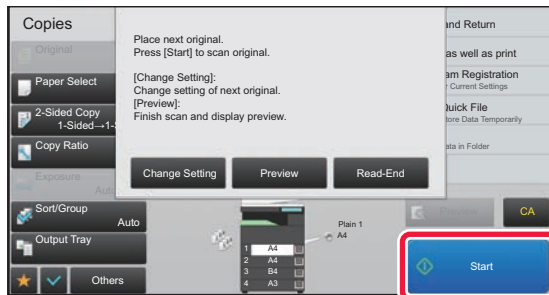 Copies
Original
Paper Select
2-Sided Copy
1-Sided→1-
Copy Ratio
Exposure
Auto
Sort/Group
Auto
Output Tray
Others
Place next original.
Press [Start] to scan original.
[Change Setting]:
Change setting of next original.
[Preview]:
Finish scan and display preview.
Change Setting
Preview
Read-End
and Return
as well as print
am Registration
Current Settings
Quick File
tore Data Temporarily
ata in Folder
Plain 1
A4
1 A4
2 A4
3 B4
4 A3
Preview
CA
Start